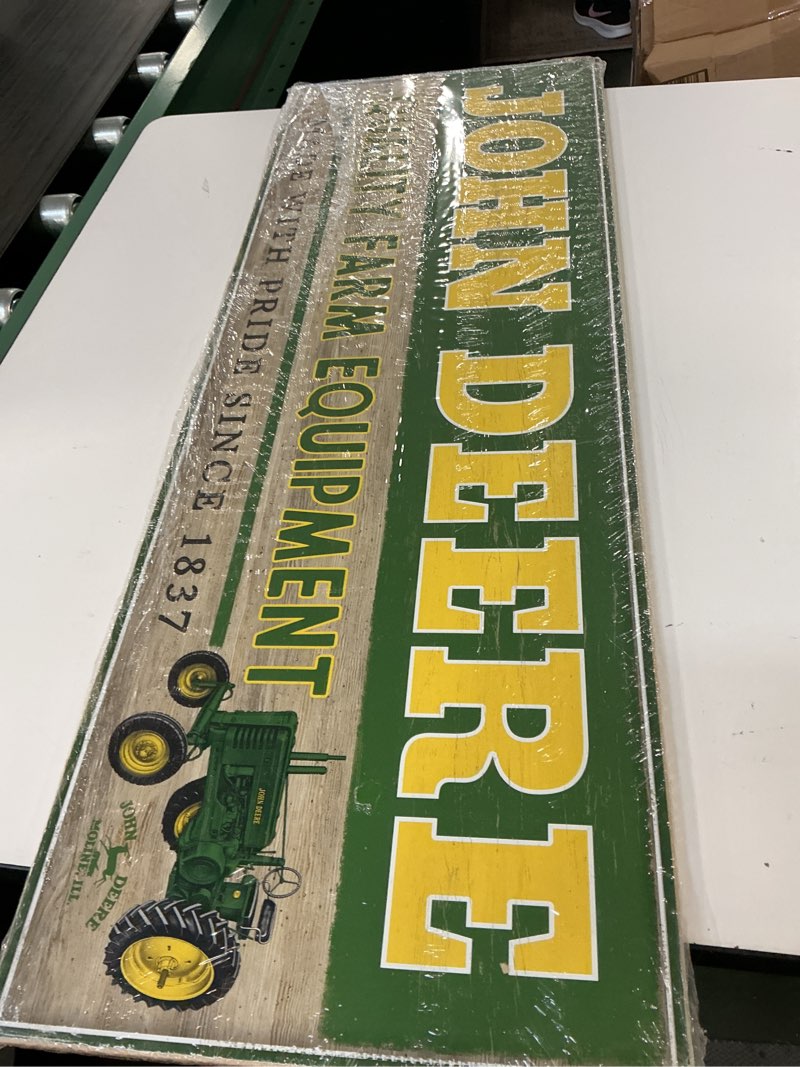 JOHN DEERE
QUALITY FARM EQUIPMENT
MADE WITH PRIDE SINCE 1837
JOHN DEERE
JOHN DEERE
MOLINE, ILL.